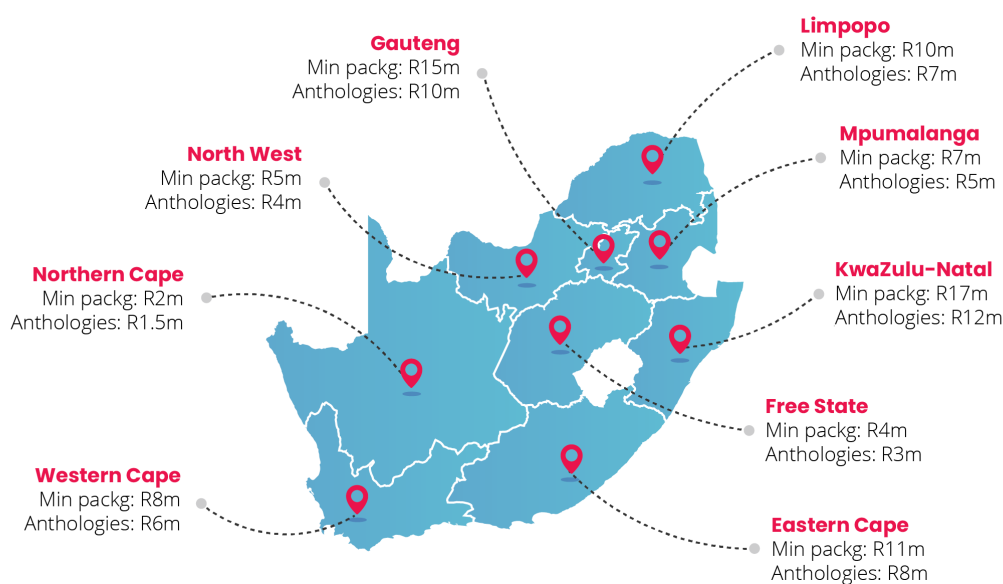 Limpopo
Min packg: R10m
Anthologies: R7m
Gauteng
Min packg: R15m
Anthologies: R10m
Mpumalanga
Min packg: R7m
Anthologies: R5m
North West
Min packg: R5m
Anthologies: R4m
KwaZulu-Natal
Min packg: R17m
Anthologies: R12m
Northern Cape
Min packg: R2m
Anthologies: R1.5m
Free State
Min packg: R4m
Anthologies: R3m
Western Cape
Min packg: R8m
Anthologies: R6m
Eastern Cape
Min packg: R11m
Anthologies: R8m